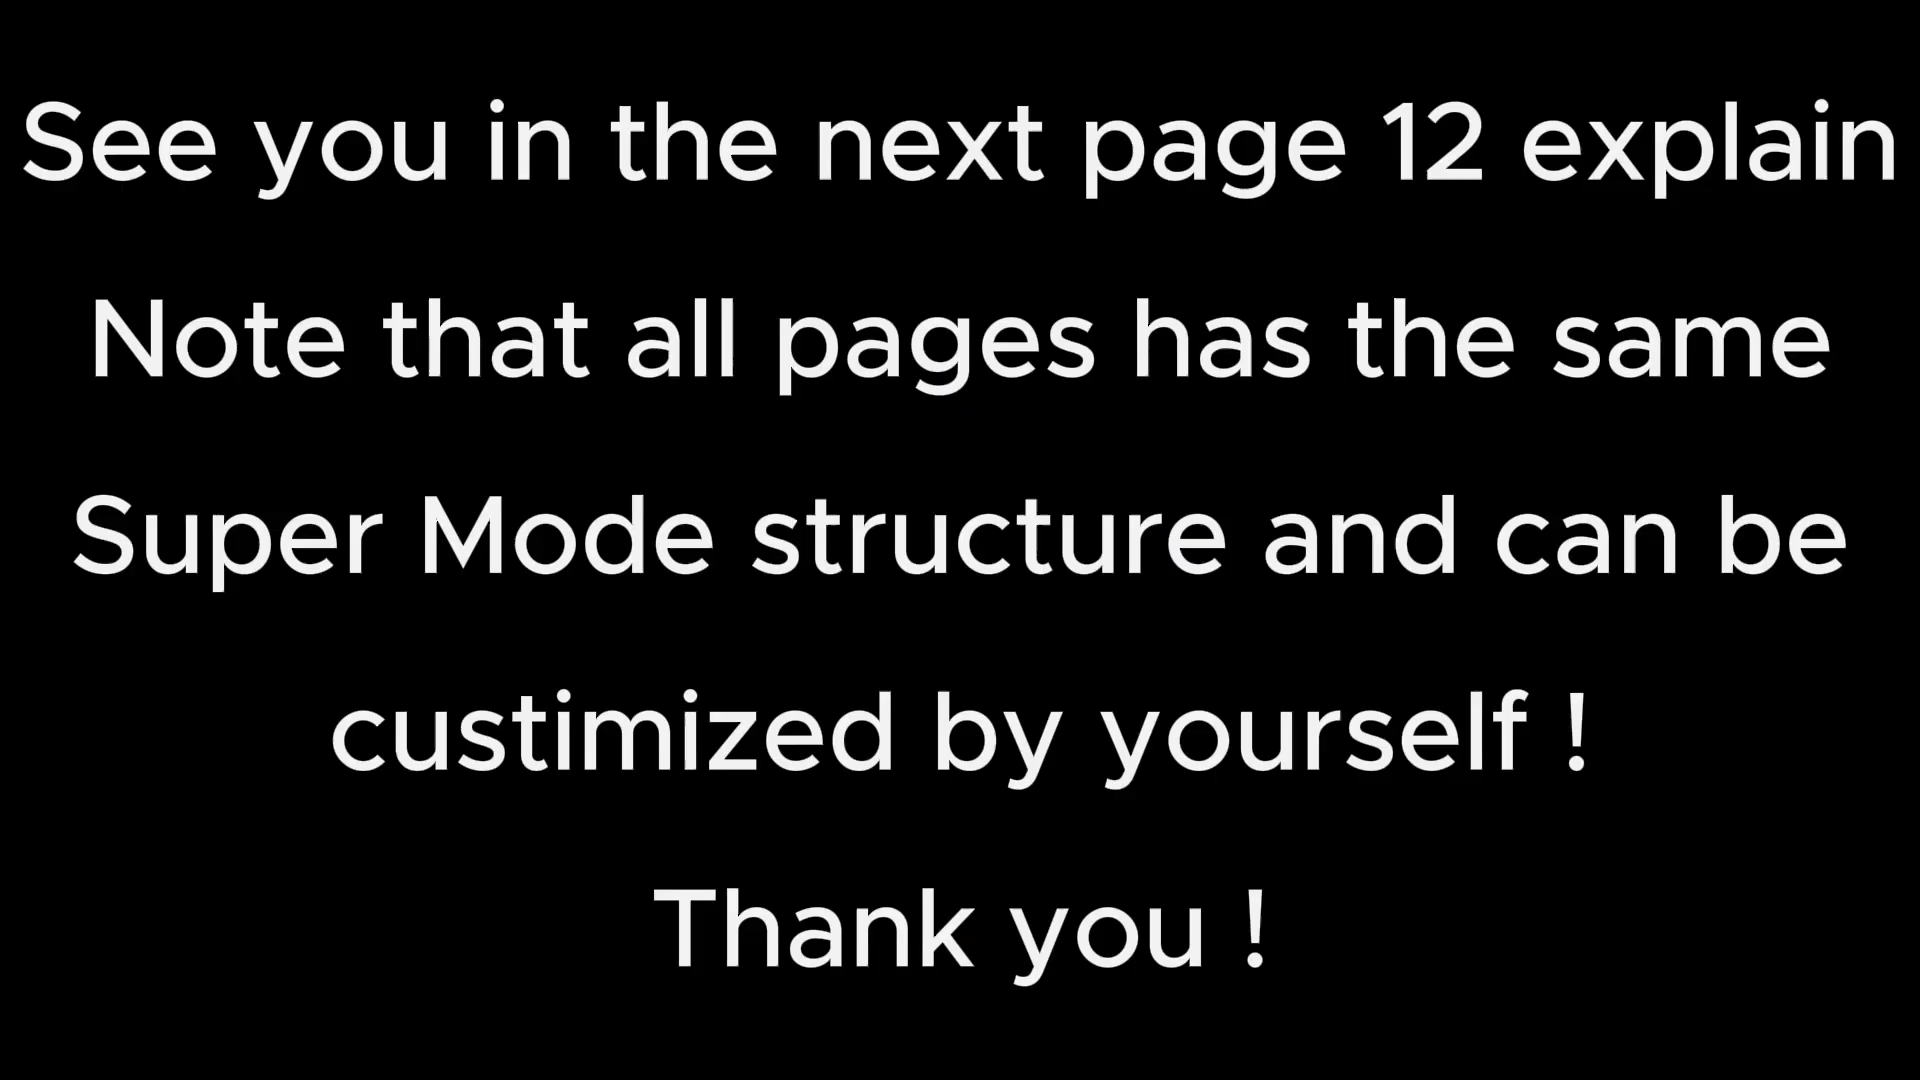 See you in the next page 12 explain
Note that all pages has the same
Super Mode structure and can be
custimized by yourself !
Thank you !